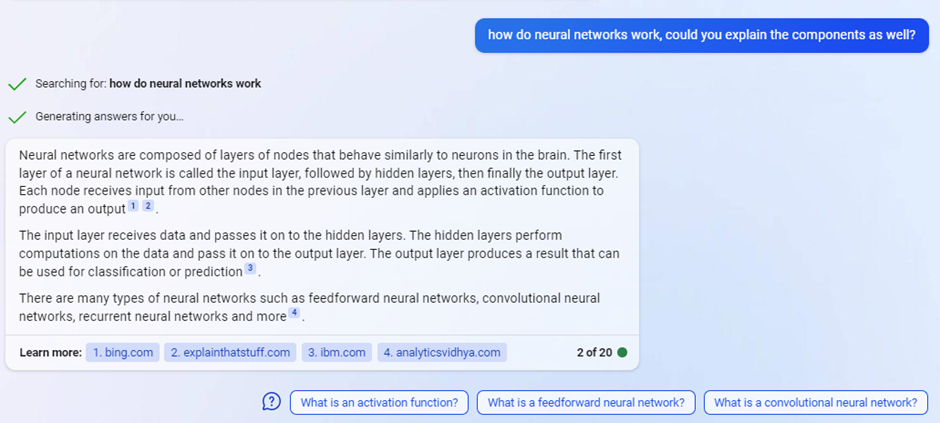 how do neural networks work, could you explain the components as well?
Searching for: how do neural networks work
Generating answers for you...
Neural networks are composed of layers of nodes that behave similarly to neurons in the brain. The first
layer of a neural network is called the input layer, followed by hidden layers, then finally the output layer.
Each node receives input from other nodes in the previous layer and applies an activation function to
produce an output 1 2 .
The input layer receives data and passes it on to the hidden layers. The hidden layers perform
computations on the data and pass it on to the output layer. The output layer produces a result that can
be used for classification or prediction 3 .
There are many types of neural networks such as feedforward neural networks, convolutional neural
networks, recurrent neural networks and more 4 .
Learn more: 1. bing.com 2. explainthatstuff.com 3. ibm.com 4. analyticsvidhya.com 2 of 20
? What is an activation function? What is a feedforward neural network? What is a convolutional neural network?